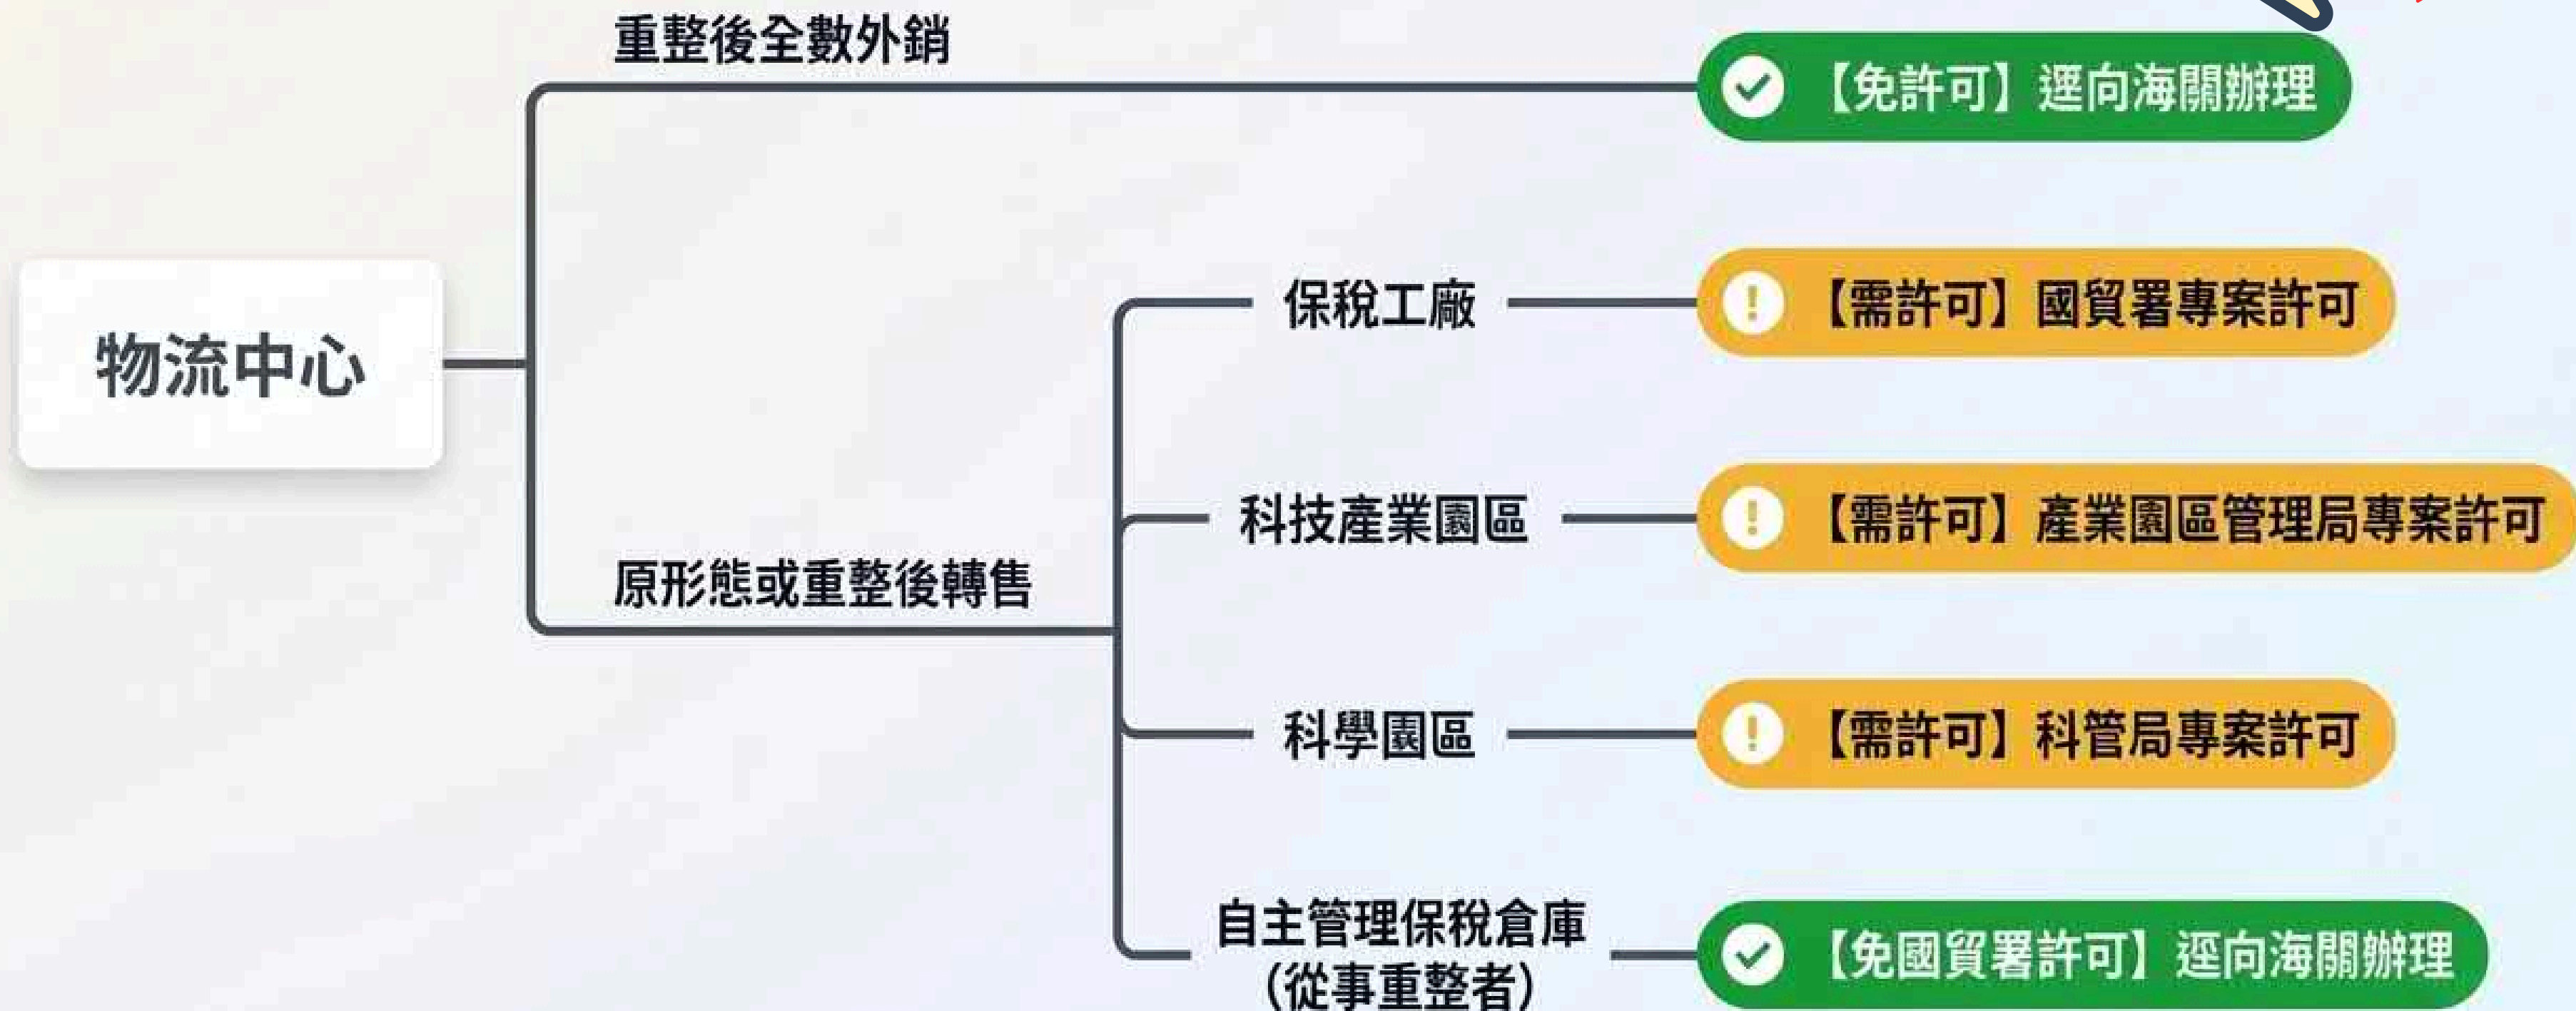 重整後全數外銷
【免許可】逕向海關辦理
物流中心
保稅工廠
【需許可】國貿署專案許可
科技產業園區
【需許可】產業園區管理局專案許可
原形態或重整後轉售
科學園區
【需許可】科管局專案許可
自主管理保稅倉庫
（從事重整者）
【免國貿署許可】逕向海關辦理